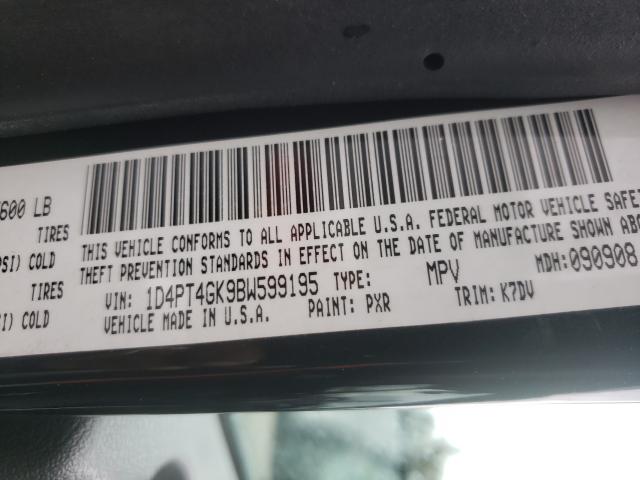 600 LB
TIRES
THIS VEHICLE CONFORMS TO ALL APPLICABLE U.S.A. FEDERAL MOTOR VEHICLE SAFE
SI) COLD
THEFT PREVENTION STANDARDS IN EFFECT ON THE DATE OF MANUFACTURE SHOWN ABO
TIRES
VIN: 1D4PT4GK9BW599195 TYPE: MPV MDH:090908
I) COLD
VEHICLE MADE IN U.S.A. PAINT: PXR TRIM: K7DV